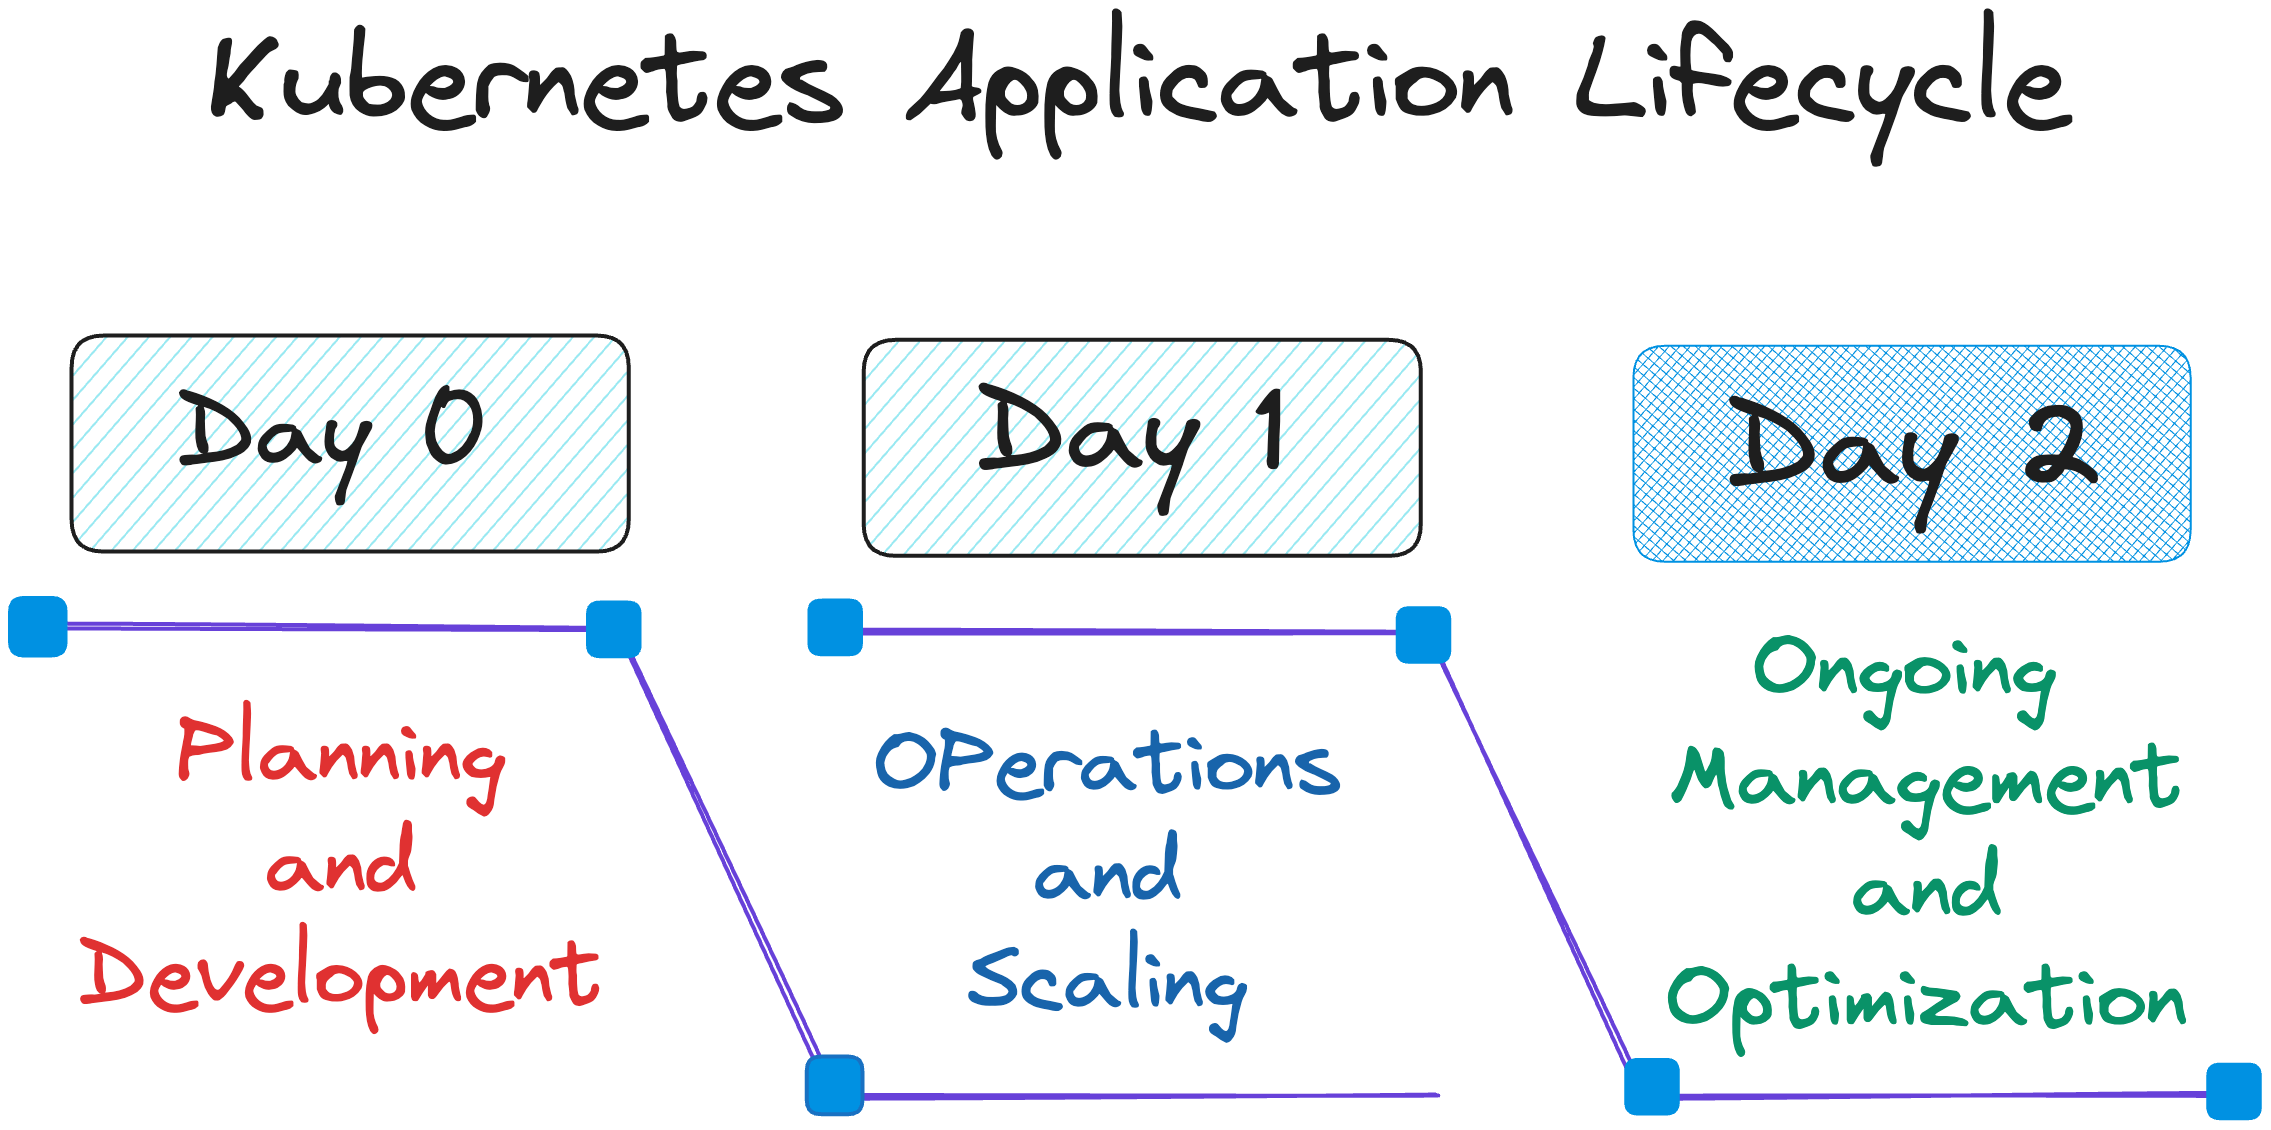 Kubernetes Application Lifecycle
Day 0
Planning
and
Development
Day 1
OPerations
and
Scaling
Day 2
Ongoing
Management
and
Optimization